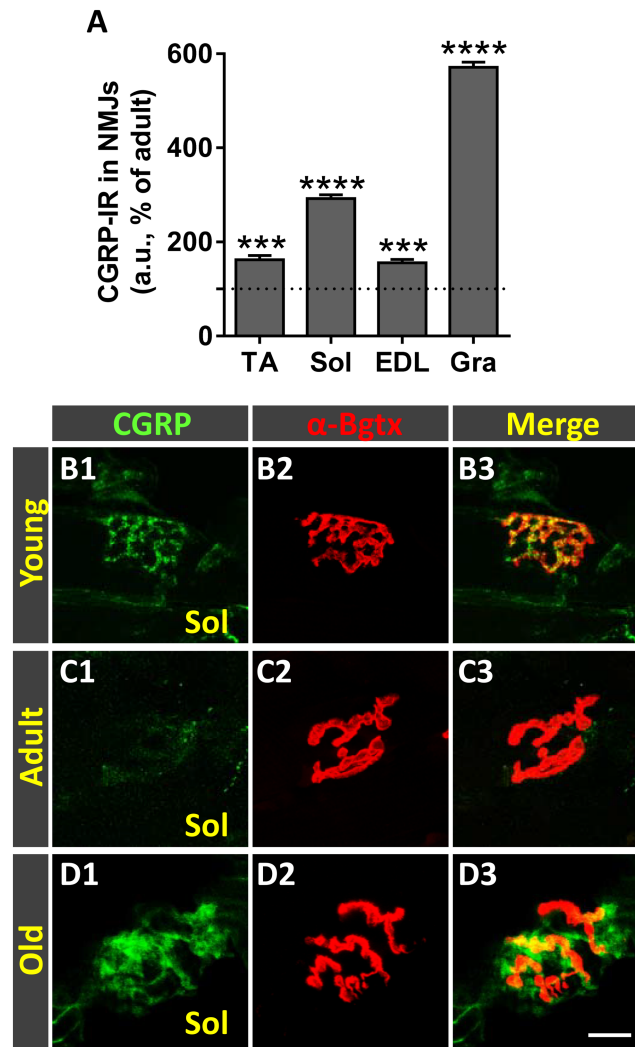 A
CGRP-IR in NMJs
(a.u., % of adult)
600
400
200
0
****
****
***
***
TA Sol EDL Gra
CGRP α-Bgtx Merge
Young
B1 B2 B3
Sol
Adult
C1 C2 C3
Sol
Old
D1 D2 D3
Sol